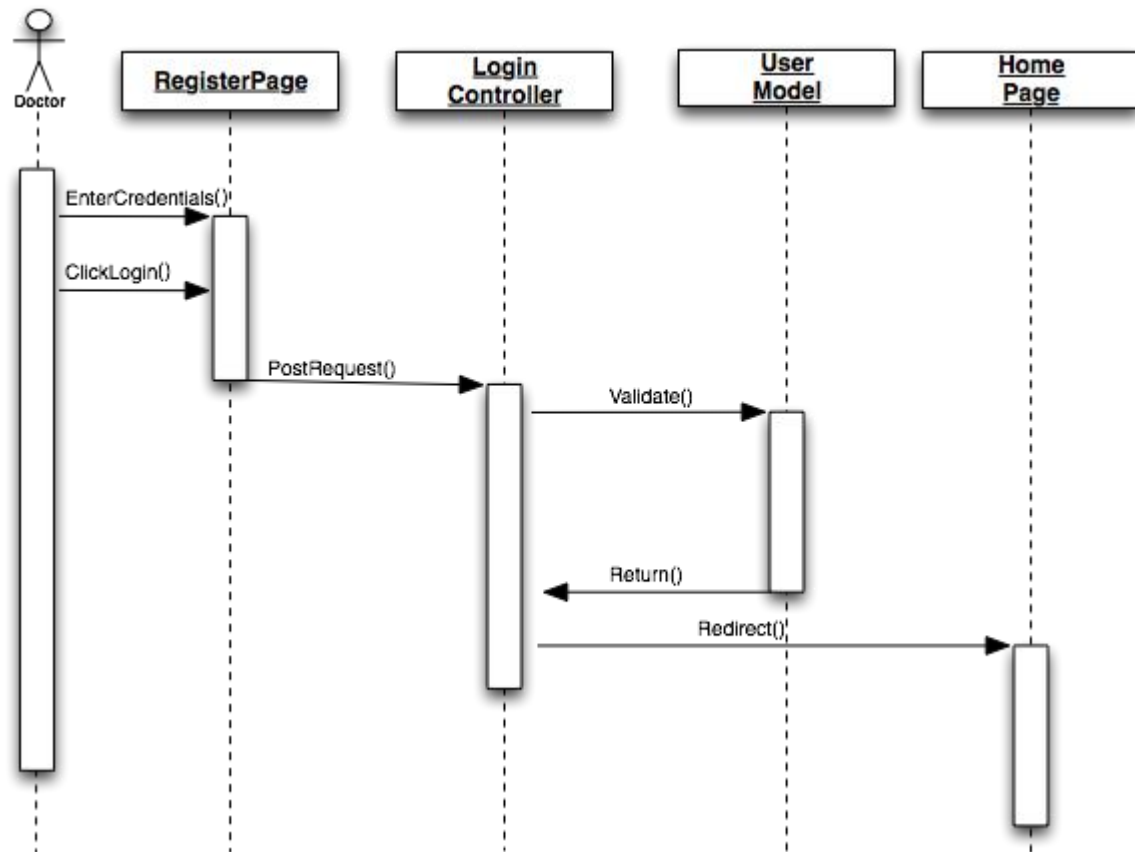 Doctor
RegisterPage
Login
Controller
User
Model
Home
Page
EnterCredentials()
ClickLogin()
PostRequest()
Validate()
Return()
Redirect()